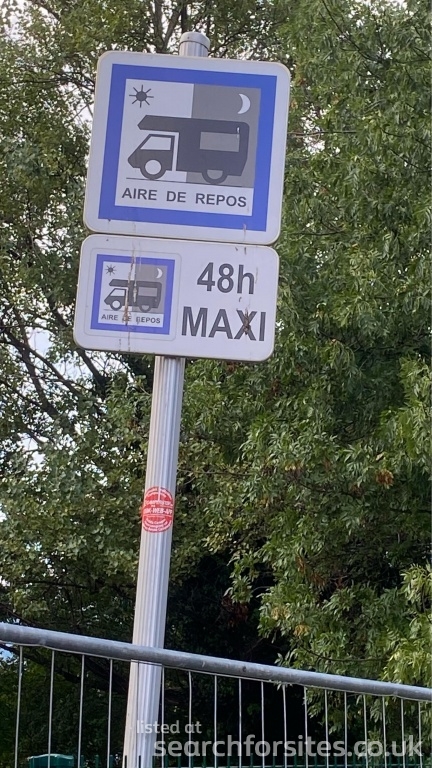 AIRE DE REPOS
AIRE DE REPOS
48h
MAXI
listed at
searchforsites.co.uk